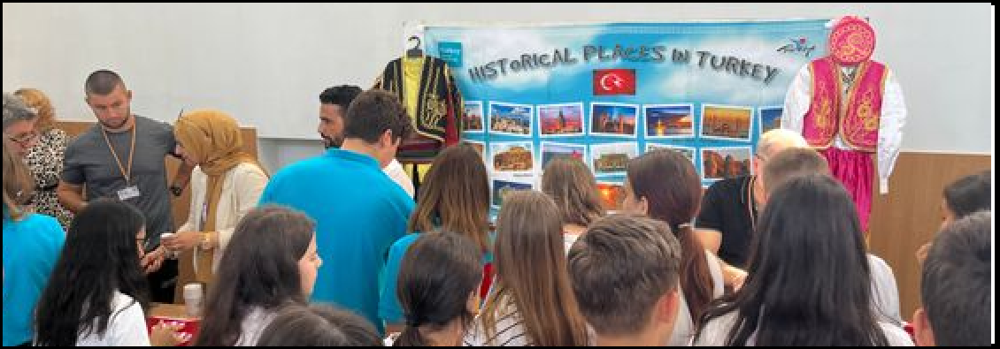 HISTORICAL PLACES IN TURKEY